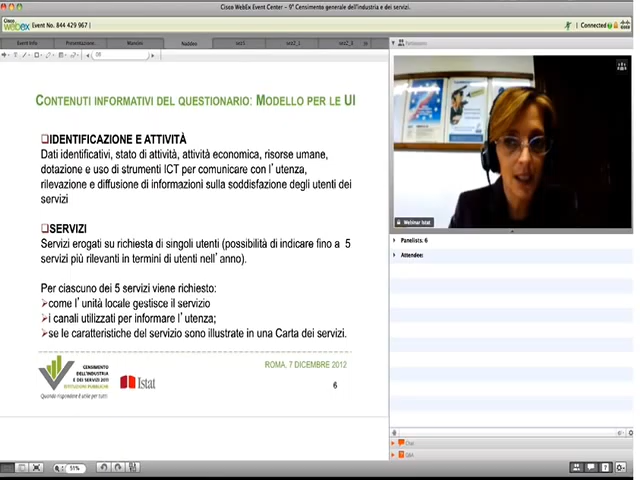 Cisco WebEx Event Center - 9° Censimento generale dell'industria e dei servizi.
Cisco
WebEx Event No. 844 429 967
Connected
Event Info
Presentazione
Naddeo
sez5
sez2_1
sez2_3
Participants
CONTENUTI INFORMATIVI DEL QUESTIONARIO: MODELLO PER LE UI
IDENTIFICAZIONE E ATTIVITÀ
Dati identificativi, stato di attività, attività economica, risorse umane,
dotazione e uso di strumenti ICT per comunicare con l'utenza,
rilevazione e diffusione di informazioni sulla soddisfazione degli utenti dei
servizi
SERVIZI
Servizi erogati su richiesta di singoli utenti (possibilità di indicare fino a 5
servizi più rilevanti in termini di utenti nell'anno).
Per ciascuno dei 5 servizi viene richiesto:
come l'unità locale gestisce il servizio
i canali utilizzati per informare l'utenza;
se le caratteristiche del servizio sono illustrate in una Carta dei servizi.
CENSIMENTO
DELL'INDUSTRIA
E DEI SERVIZI 2011
ISTITUZIONI PUBBLICHE
Quando rispondere è utile per tutti.
Istat
ROMA, 7 DICEMBRE 2012
6
Webinar Istat
Panelists: 6
Attendee:
Chat
Q&A
51%